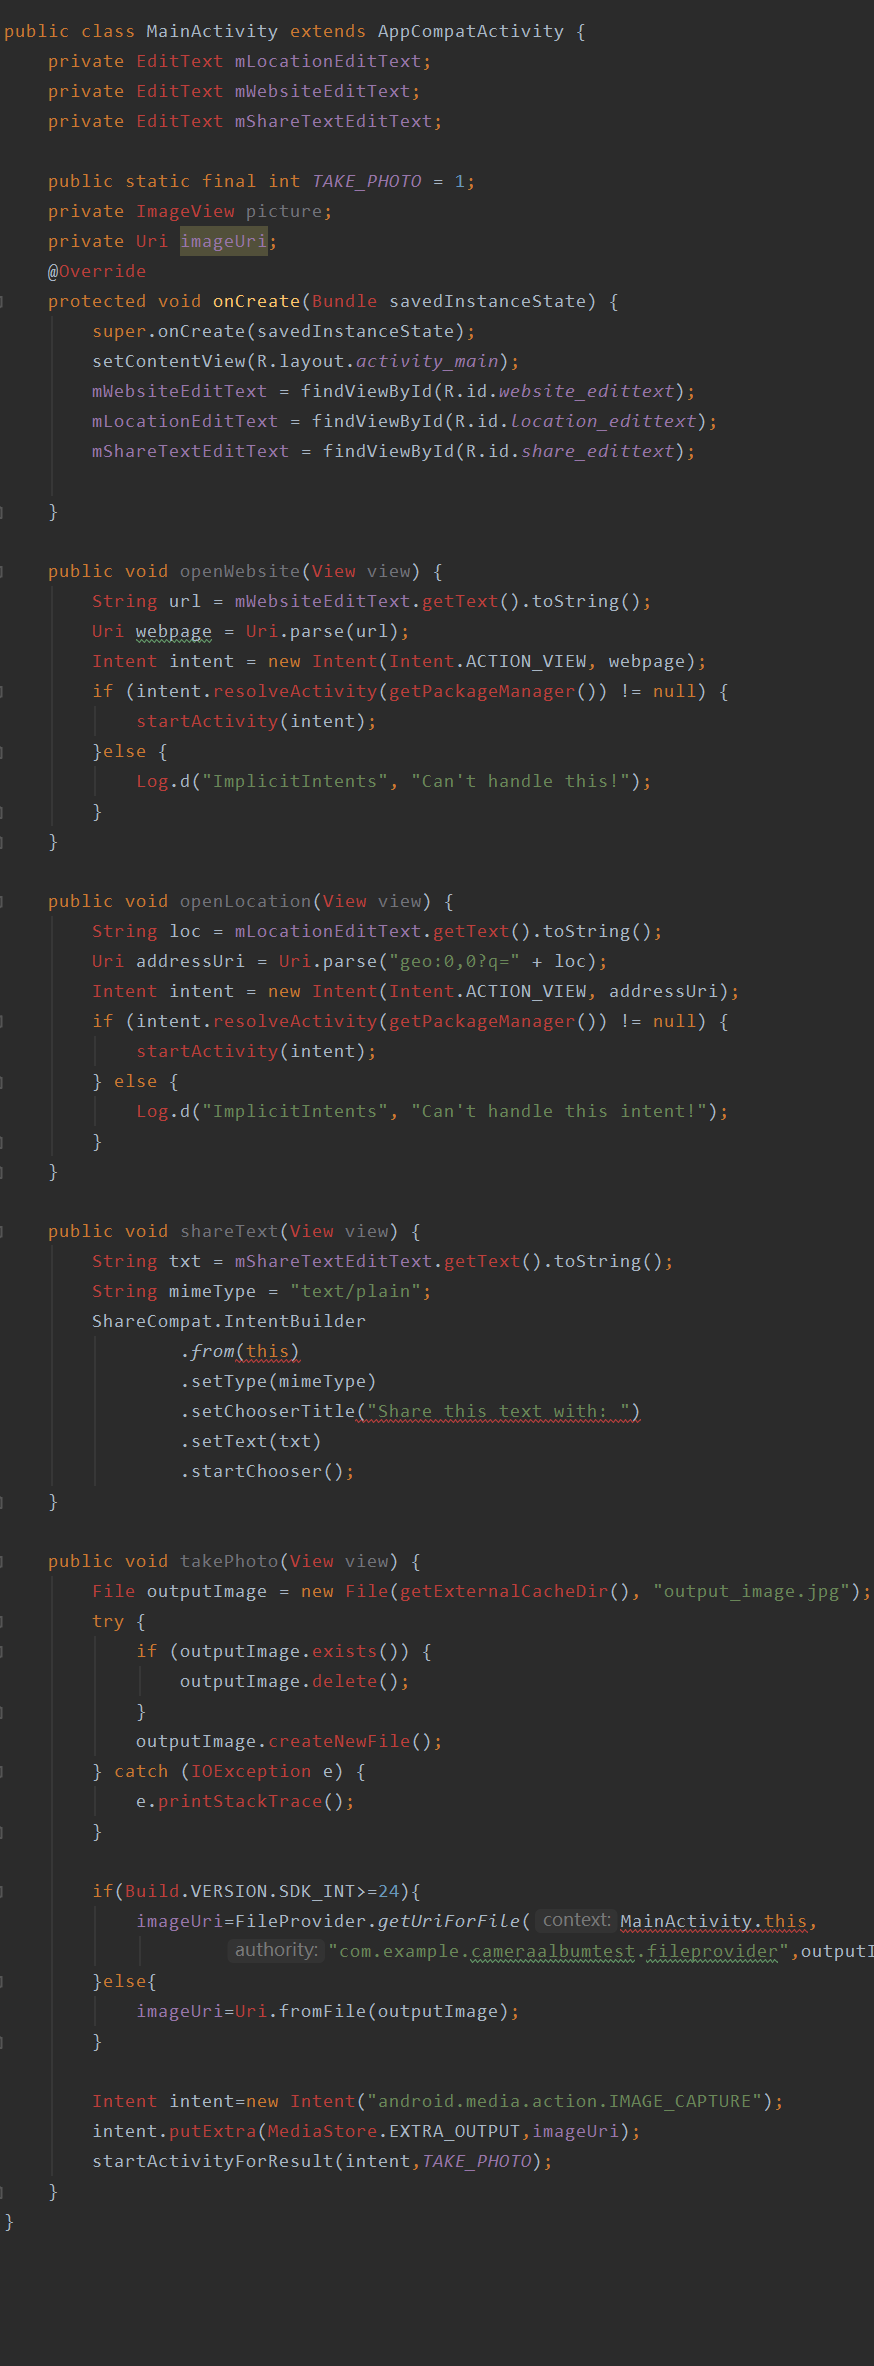 public class MainActivity extends AppCompatActivity {
    private EditText mLocationEditText;
    private EditText mWebsiteEditText;
    private EditText mShareTextEditText;

    public static final int TAKE_PHOTO = 1;
    private ImageView picture;
    private Uri imageUri;
    @Override
    protected void onCreate(Bundle savedInstanceState) {
        super.onCreate(savedInstanceState);
        setContentView(R.layout.activity_main);
        mWebsiteEditText = findViewById(R.id.website_edittext);
        mLocationEditText = findViewById(R.id.location_edittext);
        mShareTextEditText = findViewById(R.id.share_edittext);

    }

    public void openWebsite(View view) {
        String url = mWebsiteEditText.getText().toString();
        Uri webpage = Uri.parse(url);
        Intent intent = new Intent(Intent.ACTION_VIEW, webpage);
        if (intent.resolveActivity(getPackageManager()) != null) {
            startActivity(intent);
        }else {
            Log.d("ImplicitIntents", "Can't handle this!");
        }
    }

    public void openLocation(View view) {
        String loc = mLocationEditText.getText().toString();
        Uri addressUri = Uri.parse("geo:0,0?q=" + loc);
        Intent intent = new Intent(Intent.ACTION_VIEW, addressUri);
        if (intent.resolveActivity(getPackageManager()) != null) {
            startActivity(intent);
        } else {
            Log.d("ImplicitIntents", "Can't handle this intent!");
        }
    }

    public void shareText(View view) {
        String txt = mShareTextEditText.getText().toString();
        String mimeType = "text/plain";
        ShareCompat.IntentBuilder
                .from(this)
                .setType(mimeType)
                .setChooserTitle("Share this text with: ")
                .setText(txt)
                .startChooser();
    }

    public void takePhoto(View view) {
        File outputImage = new File(getExternalCacheDir(), "output_image.jpg");
        try {
            if (outputImage.exists()) {
                outputImage.delete();
            }
            outputImage.createNewFile();
        } catch (IOException e) {
            e.printStackTrace();
        }

        if(Build.VERSION.SDK_INT>=24){
            imageUri=FileProvider.getUriForFile( context: MainActivity.this,
                    authority: "com.example.cameraalbumtest.fileprovider",outputI
        }else{
            imageUri=Uri.fromFile(outputImage);
        }

        Intent intent=new Intent("android.media.action.IMAGE_CAPTURE");
        intent.putExtra(MediaStore.EXTRA_OUTPUT,imageUri);
        startActivityForResult(intent,TAKE_PHOTO);
    }
}